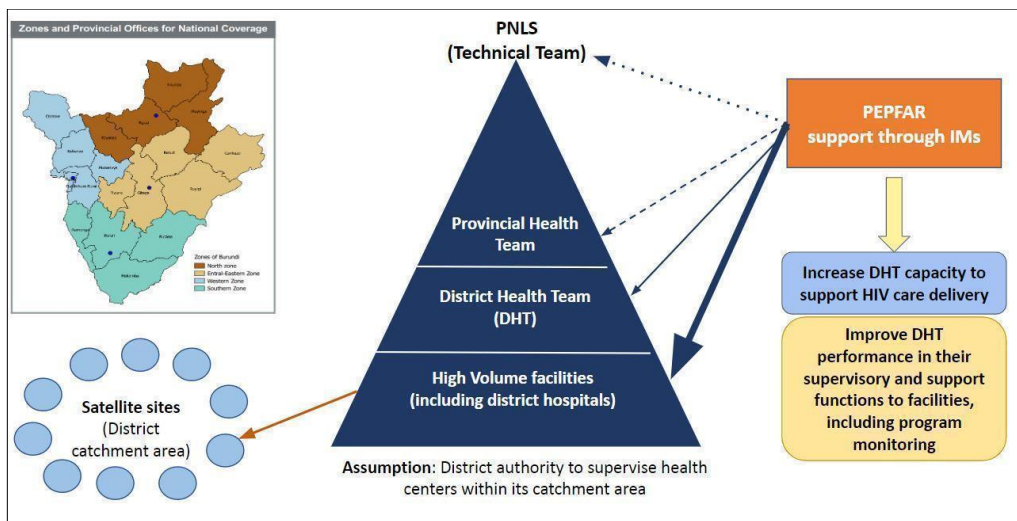 Zones and Provincial Offices for National Coverage
Zones of Burundi
North zone
Entral-Eastern Zone
Western Zone
Southern Zone
PNLS
(Technical Team)
Provincial Health
Team
District Health Team
(DHT)
High Volume facilities
(including district hospitals)
Assumption: District authority to supervise health
centers within its catchment area
Satellite sites
(District
catchment area)
PEPFAR
support through IMs
Increase DHT capacity to
support HIV care delivery
Improve DHT
performance in their
supervisory and support
functions to facilities,
including program
monitoring